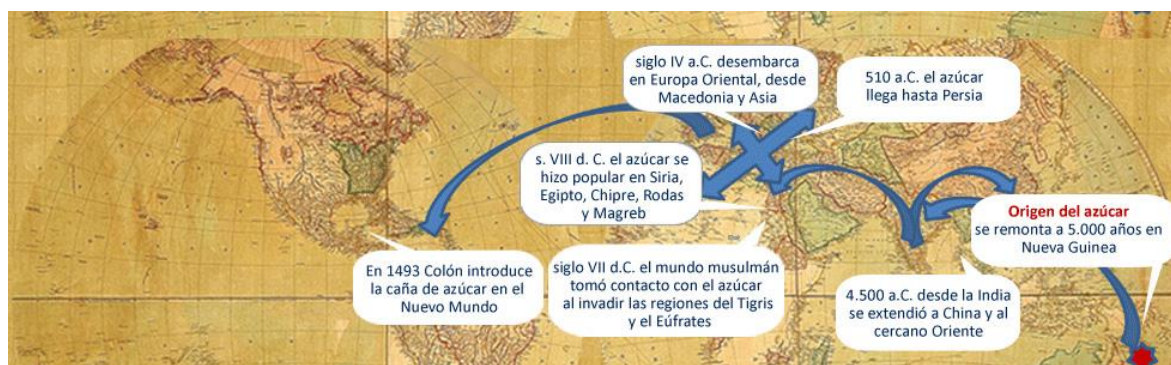 siglo IV a.C. desembarca
en Europa Oriental, desde
Macedonia y Asia
510 a.C. el azúcar
llega hasta Persia
s. VIII d. C. el azúcar se
hizo popular en Siria,
Egipto, Chipre, Rodas
y Magreb
Origen del azúcar
se remonta a 5.000 años en
Nueva Guinea
En 1493 Colón introduce
la caña de azúcar en el
Nuevo Mundo
siglo VII d.C. el mundo musulmán
tomó contacto con el azúcar
al invadir las regiones del Tigris
y el Eúfrates
4.500 a.C. desde la India
se extendió a China y al
cercano Oriente